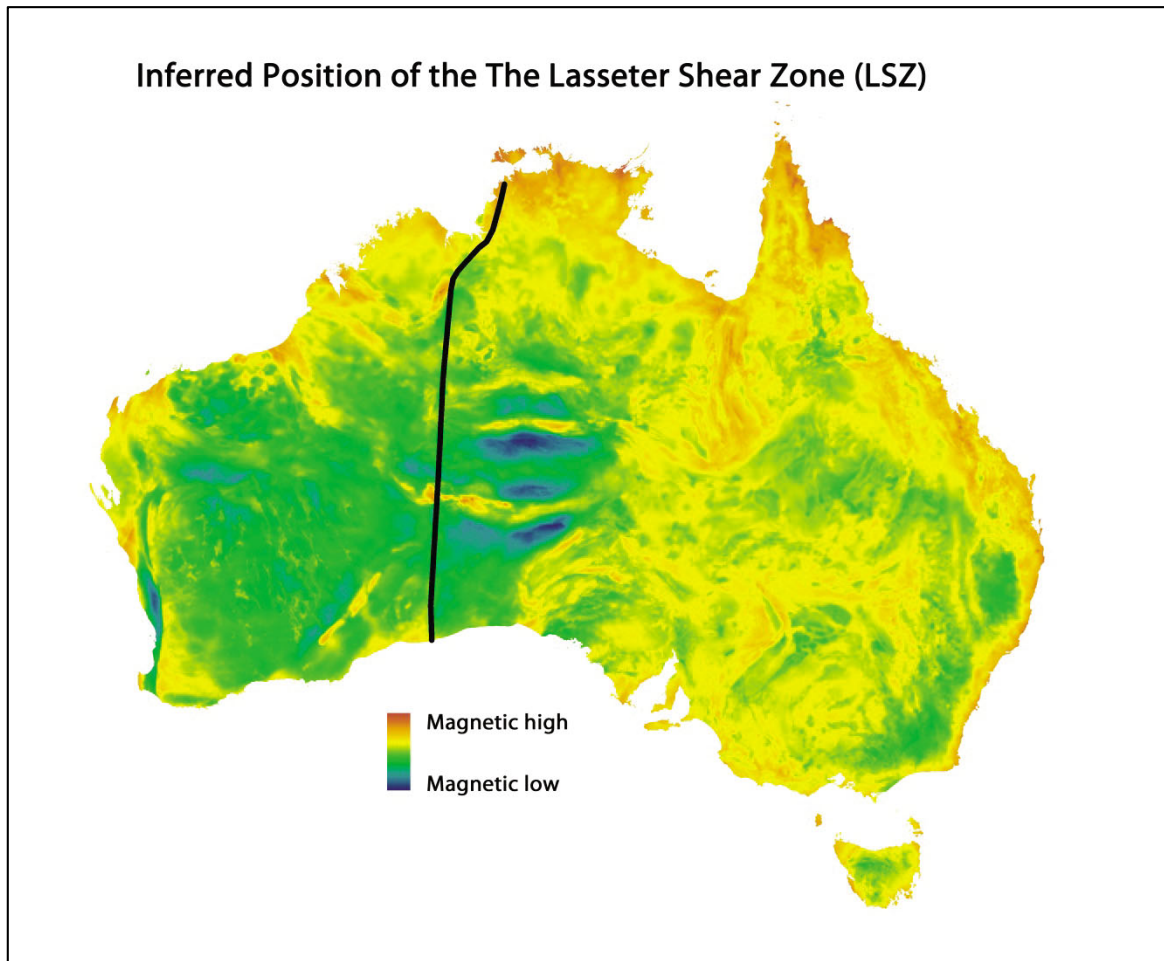 Inferred Position of the The Lasseter Shear Zone (LSZ)
Magnetic high
Magnetic low